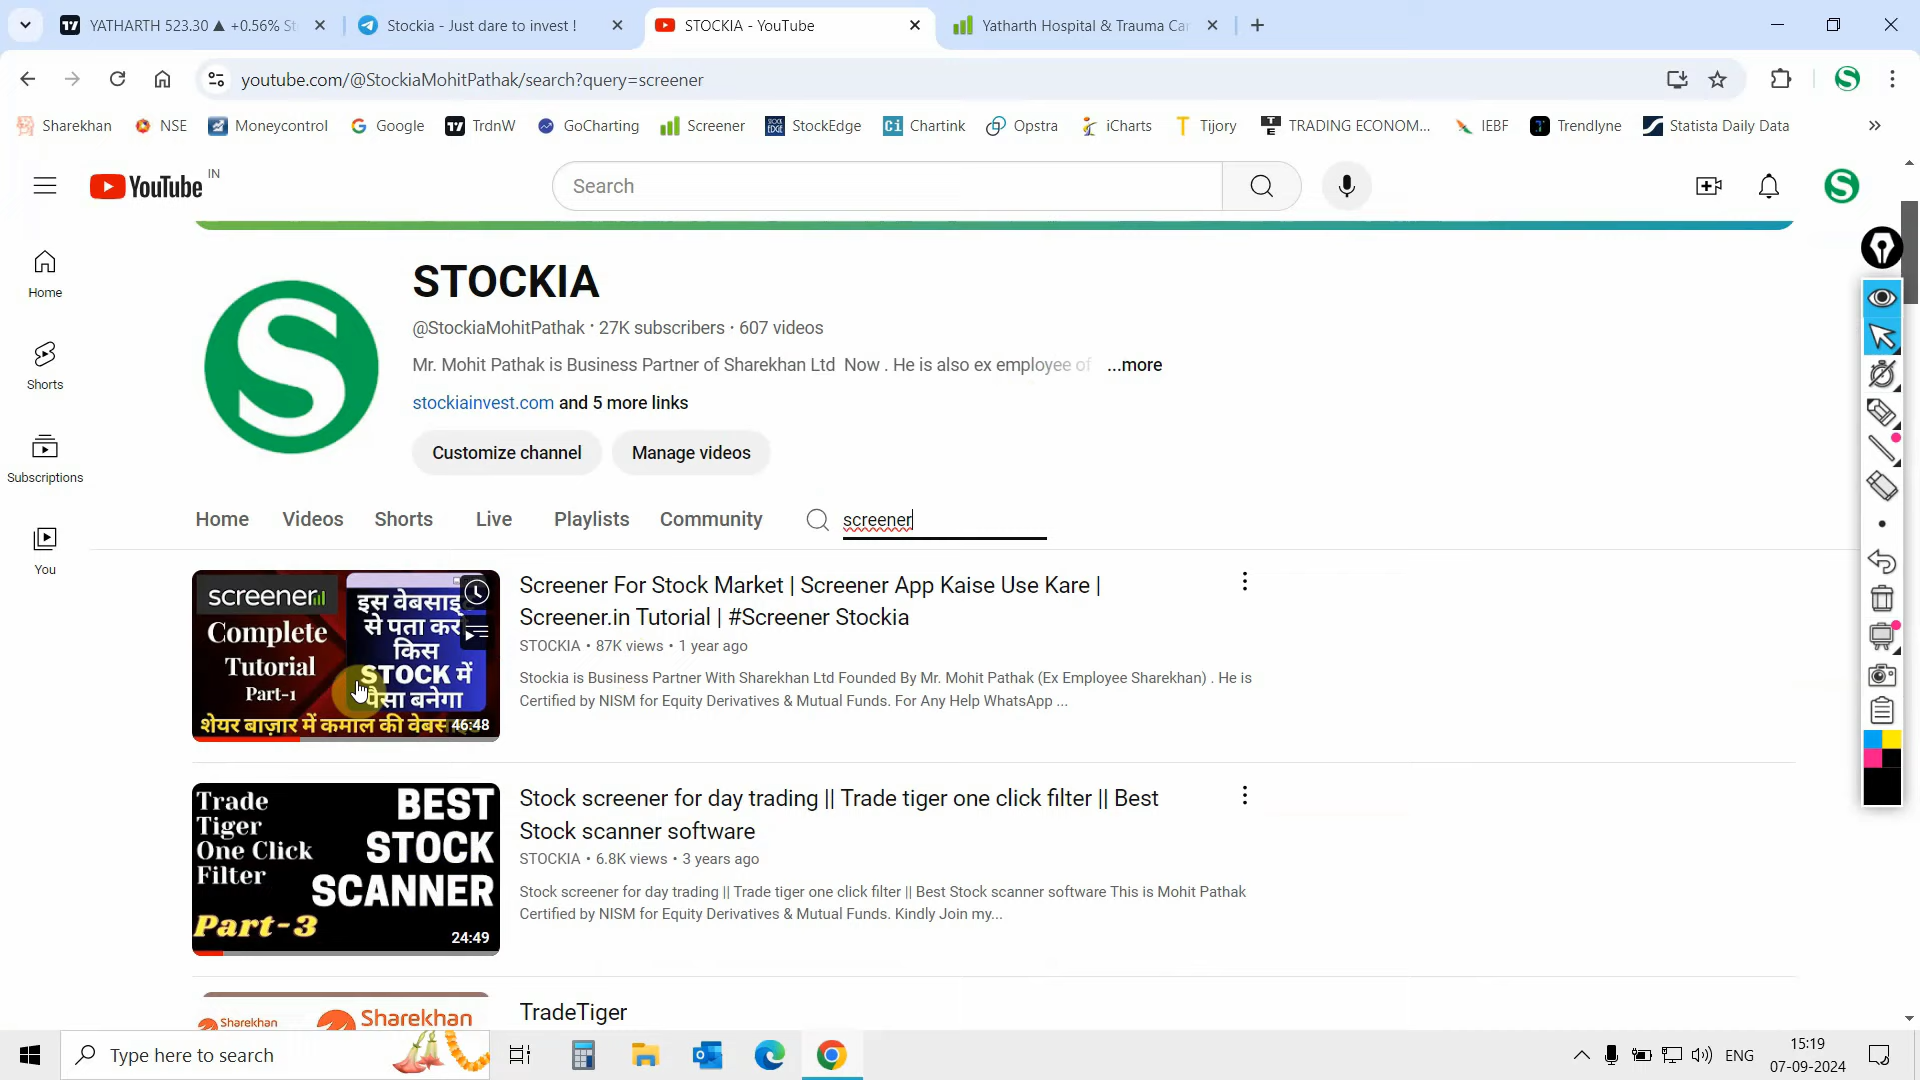 YATHARTH 523.30 ▲ +0.56% St
Stockia - Just dare to invest !
STOCKIA - YouTube
Yatharth Hospital & Trauma Car
youtube.com/@StockiaMohitPathak/search?query=screener
Sharekhan
NSE
Moneycontrol
Google
TrdnW
GoCharting
Screener
StockEdge
Chartink
Opstra
iCharts
Tijory
TRADING ECONOM...
IEBF
Trendlyne
Statista Daily Data
YouTube IN
Search
Home
Shorts
Subscriptions
You
STOCKIA
@StockiaMohitPathak · 27K subscribers · 607 videos
Mr. Mohit Pathak is Business Partner of Sharekhan Ltd Now . He is also ex employee of ...more
stockiainvest.com and 5 more links
Customize channel
Manage videos
Home Videos Shorts Live Playlists Community screener
screener
Complete
Tutorial
Part-1
से पता कर
किस
STOCK में
पैसा बनेगा
शेयर बाज़ार में कमाल की
46:48
Screener For Stock Market | Screener App Kaise Use Kare |
Screener.in Tutorial | #Screener Stockia
STOCKIA • 87K views • 1 year ago
Stockia is Business Partner With Sharekhan Ltd Founded By Mr. Mohit Pathak (Ex Employee Sharekhan) . He is
Certified by NISM for Equity Derivatives & Mutual Funds. For Any Help WhatsApp ...
Trade
Tiger
One Click
Filter
BEST
STOCK
SCANNER
Part-3
24:49
Stock screener for day trading || Trade tiger one click filter || Best
Stock scanner software
STOCKIA • 6.8K views • 3 years ago
Stock screener for day trading || Trade tiger one click filter || Best Stock scanner software This is Mohit Pathak
Certified by NISM for Equity Derivatives & Mutual Funds. Kindly Join my...
Sharekhan
Sharekhan
TradeTiger
Type here to search
ENG
15:19
07-09-2024